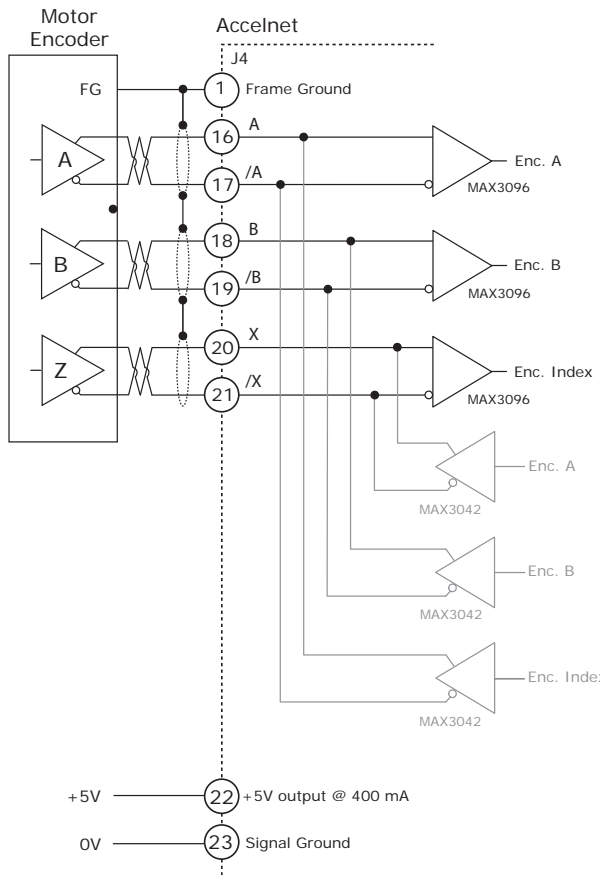 Motor
Encoder
Accelnet
J4
FG
1
Frame Ground
A
16
A
17
/A
Enc. A
MAX3096
B
18
B
19
/B
Enc. B
MAX3096
Z
20
X
21
/X
Enc. Index
MAX3096
Enc. A
MAX3042
Enc. B
MAX3042
Enc. Inde
MAX3042
+5V
22
+5V output @ 400 mA
0V
23
Signal Ground